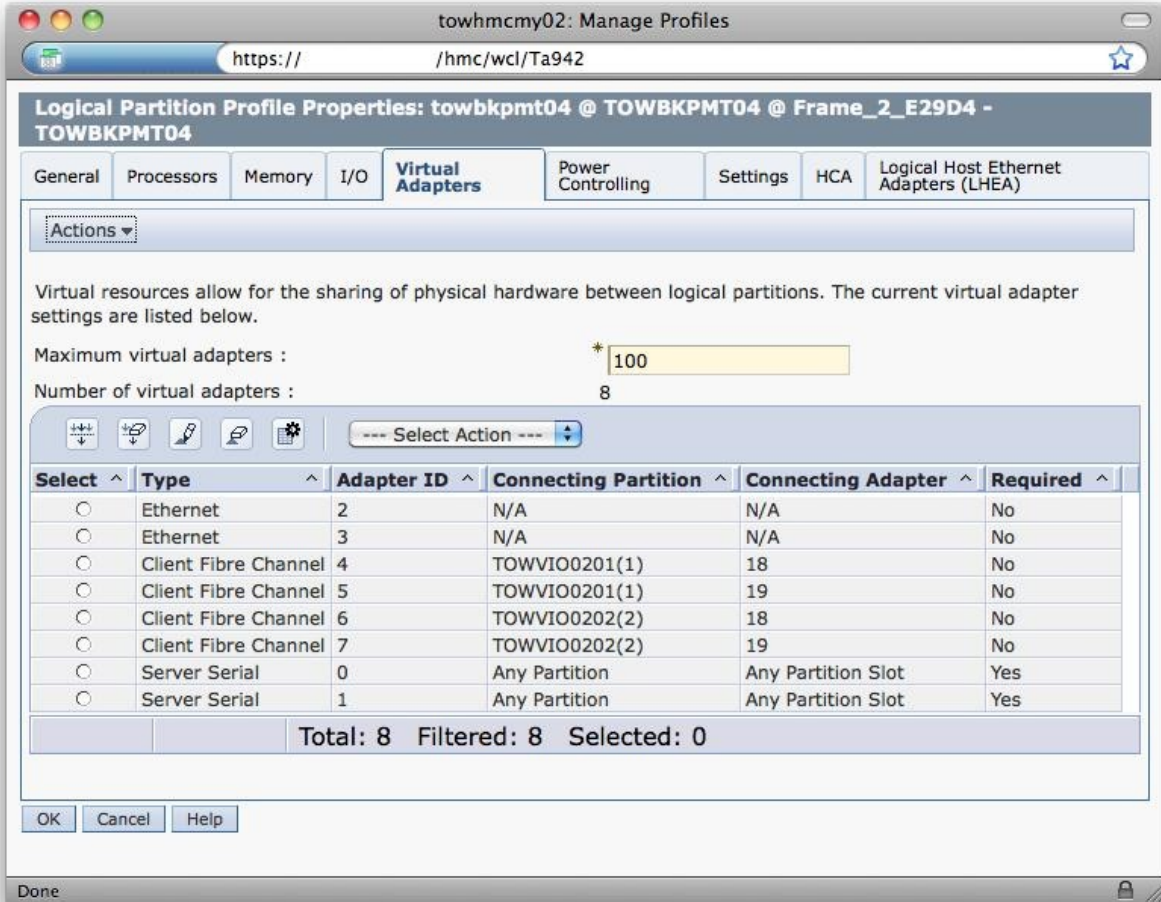 towhmcmy02: Manage Profiles
https:// /hmc/wcl/Ta942
Logical Partition Profile Properties: towbkpmt04 @ TOWBKPMT04 @ Frame_2_E29D4 -
TOWBKPMT04
General Processors Memory I/O Virtual Adapters Power Controlling Settings HCA Logical Host Ethernet Adapters (LHEA)
Actions
Virtual resources allow for the sharing of physical hardware between logical partitions. The current virtual adapter
settings are listed below.
Maximum virtual adapters : * 100
Number of virtual adapters : 8
--- Select Action ---
Select ^ Type ^ Adapter ID ^ Connecting Partition ^ Connecting Adapter ^ Required ^
Ethernet 2 N/A N/A No
Ethernet 3 N/A N/A No
Client Fibre Channel 4 TOWVIO0201(1) 18 No
Client Fibre Channel 5 TOWVIO0201(1) 19 No
Client Fibre Channel 6 TOWVIO0202(2) 18 No
Client Fibre Channel 7 TOWVIO0202(2) 19 No
Server Serial 0 Any Partition Any Partition Slot Yes
Server Serial 1 Any Partition Any Partition Slot Yes
Total: 8 Filtered: 8 Selected: 0
OK Cancel Help
Done